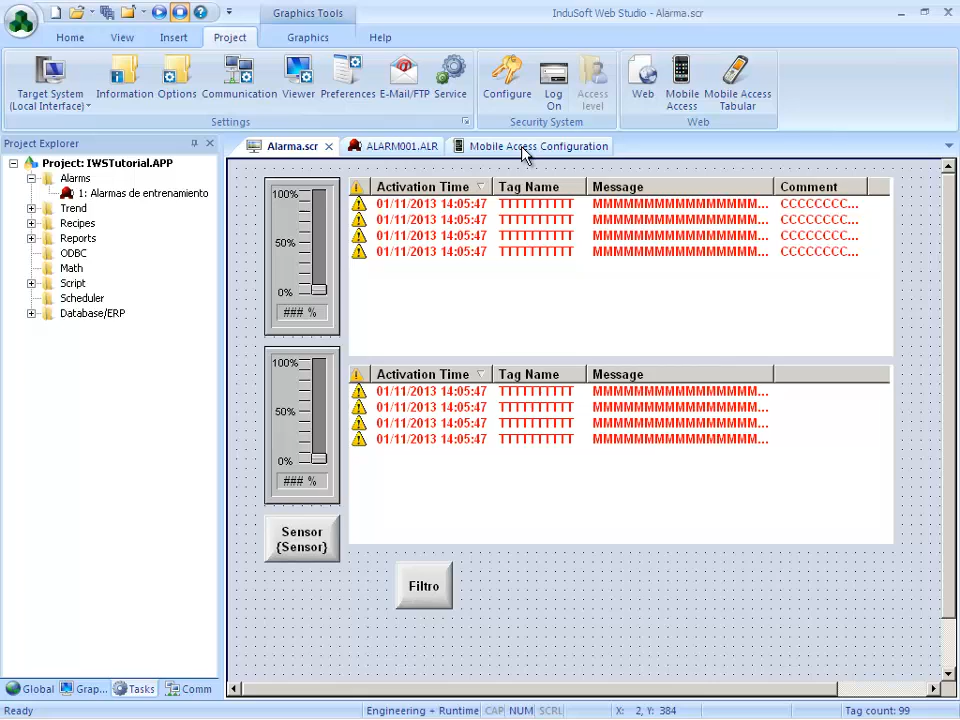 Graphics Tools
InduSoft Web Studio - Alarma.scr
Home View Insert Project Graphics Help
Target System (Local Interface) Information Options Communication Viewer Preferences E-Mail/FTP Service Configure Log On Access level Web Mobile Access Mobile Access Tabular
Settings Security System Web
Project Explorer
Alarma.scr ALARM001.ALR Mobile Access Configuration
Project: IWSTutorial.APP
Alarms
1: Alarmas de entrenamiento
Trend
Recipes
Reports
ODBC
Math
Script
Scheduler
Database/ERP
100%
50%
0%
### %
Activation Time Tag Name Message Comment
01/11/2013 14:05:47 TTTTTTTTTT MMMMMMMMMMMMMMMM... CCCCCCCC...
01/11/2013 14:05:47 TTTTTTTTTT MMMMMMMMMMMMMMMM... CCCCCCCC...
01/11/2013 14:05:47 TTTTTTTTTT MMMMMMMMMMMMMMMM... CCCCCCCC...
01/11/2013 14:05:47 TTTTTTTTTT MMMMMMMMMMMMMMMM... CCCCCCCC...
100%
50%
0%
### %
Activation Time Tag Name Message
01/11/2013 14:05:47 TTTTTTTTTT MMMMMMMMMMMMMMMM...
01/11/2013 14:05:47 TTTTTTTTTT MMMMMMMMMMMMMMMM...
01/11/2013 14:05:47 TTTTTTTTTT MMMMMMMMMMMMMMMM...
01/11/2013 14:05:47 TTTTTTTTTT MMMMMMMMMMMMMMMM...
Sensor
{Sensor}
Filtro
Global Grap... Tasks Comm
Ready Engineering + Runtime CAP NUM SCRL X: 2, Y: 384 Tag count: 99